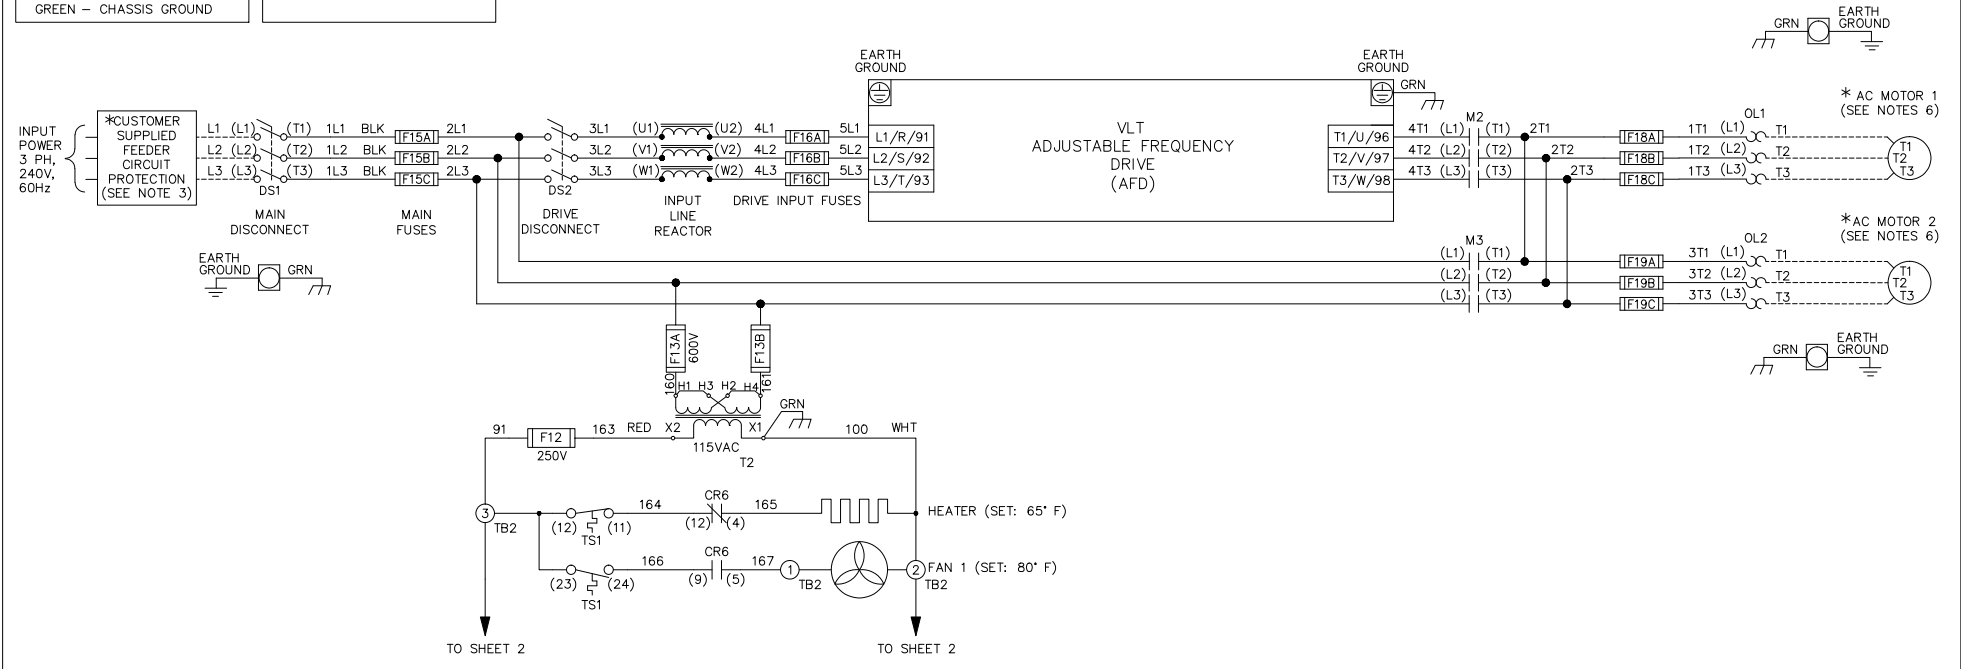 GREEN – CHASSIS GROUND
GRN
EARTH
GROUND
INPUT
POWER
3 PH,
240V,
60Hz
*CUSTOMER
SUPPLIED
FEEDER
CIRCUIT
PROTECTION
(SEE NOTE 3)
L1 (L1) (T1) 1L1 BLK F15A 2L1
L2 (L2) (T2) 1L2 BLK F15B 2L2
L3 (L3) (T3) 1L3 BLK F15C 2L3
DS1
MAIN
DISCONNECT
MAIN
FUSES
3L1 (U1) (U2) 4L1 F16A 5L1
3L2 (V1) (V2) 4L2 F16B 5L2
3L3 (W1) (W2) 4L3 F16C 5L3
DS2
DRIVE
DISCONNECT
INPUT
LINE
REACTOR
DRIVE INPUT FUSES
EARTH
GROUND
L1/R/91
L2/S/92
L3/T/93
VLT
ADJUSTABLE FREQUENCY
DRIVE
(AFD)
EARTH
GROUND
GRN
T1/U/96
T2/V/97
T3/W/98
M2
4T1 (L1) (T1) 2T1 F18A 1T1 (L1) T1
4T2 (L2) (T2) 2T2 F18B 1T2 (L2) T2
4T3 (L3) (T3) 2T3 F18C 1T3 (L3) T3
OL1
* AC MOTOR 1
(SEE NOTES 6)
T1
T2
T3
EARTH
GROUND
GRN
M3
(L1) (T1) F19A 3T1 (L1) T1
(L2) (T2) F19B 3T2 (L2) T2
(L3) (T3) F19C 3T3 (L3) T3
OL2
*AC MOTOR 2
(SEE NOTES 6)
T1
T2
T3
GRN
EARTH
GROUND
F13A
600V
F13B
160
161
H1 H3 H2 H4
GRN
91
F12
250V
163 RED X2
X1 100 WHT
115VAC
T2
3
TB2
(12) (11)
TS1
164
CR6
(12) (4)
165
HEATER (SET: 65° F)
(23) (24)
TS1
166
CR6
(9) (5)
167
1
TB2
2
TB2
FAN 1 (SET: 80° F)
TO SHEET 2
TO SHEET 2